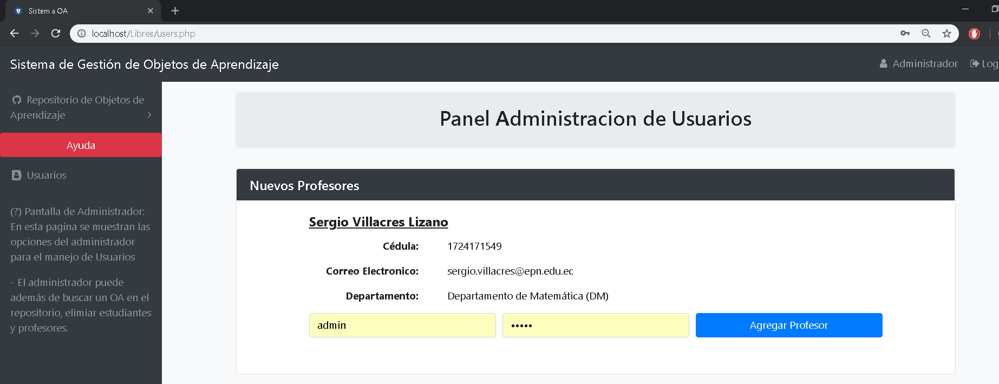 Sistema OA
localhost/Libres/users.php
Sistema de Gestión de Objetos de Aprendizaje
Administrador
Log
Repositorio de Objetos de
Aprendizaje
Ayuda
Usuarios
(?) Pantalla de Administrador:
En esta pagina se muestran las
opciones del administrador
para el manejo de Usuarios
- El administrador puede
además de buscar un OA en el
repositorio, elimiar estudiantes
y profesores.
Panel Administracion de Usuarios
Nuevos Profesores
Sergio Villacres Lizano
Cédula: 1724171549
Correo Electronico: sergio.villacres@epn.edu.ec
Departamento: Departamento de Matemática (DM)
admin ••••• Agregar Profesor